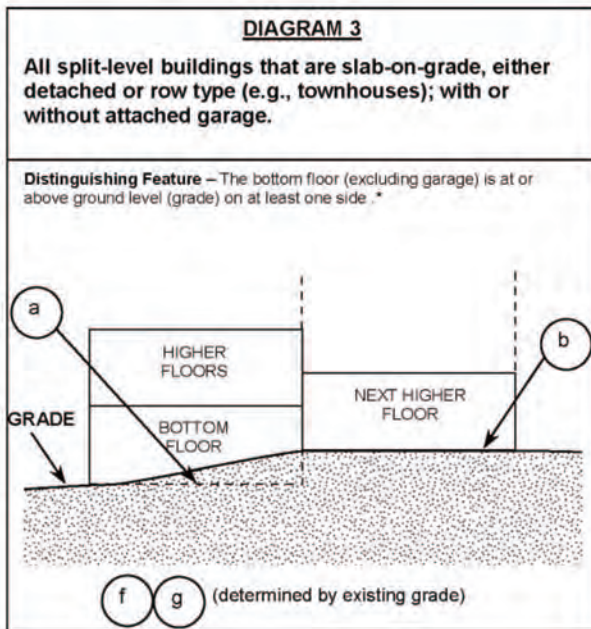 DIAGRAM 3
All split-level buildings that are slab-on-grade, either
detached or row type (e.g., townhouses); with or
without attached garage.
Distinguishing Feature – The bottom floor (excluding garage) is at or
above ground level (grade) on at least one side .*
a
b
HIGHER
FLOORS
NEXT HIGHER
FLOOR
GRADE
BOTTOM
FLOOR
f g (determined by existing grade)